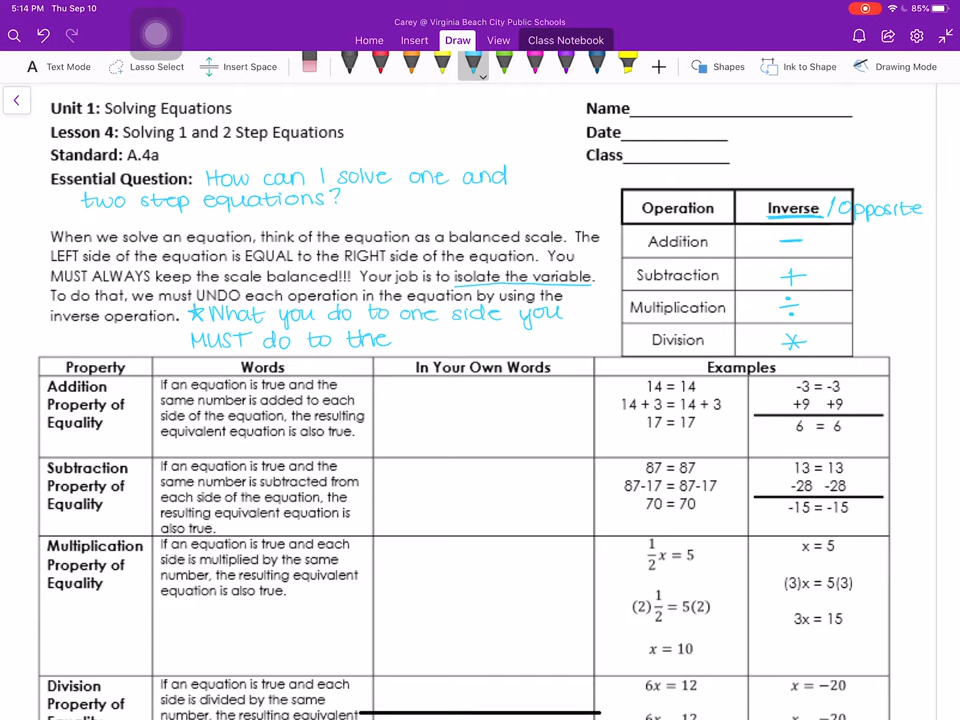 5:14 PM Thu Sep 10
85%
Carey @ Virginia Beach City Public Schools
Home Insert Draw View Class Notebook
A Text Mode Lasso Select Insert Space Shapes Ink to Shape Drawing Mode
Unit 1: Solving Equations
Name
Lesson 4: Solving 1 and 2 Step Equations
Date
Standard: A.4a
Class
Essential Question: How can I solve one and
two step equations?
When we solve an equation, think of the equation as a balanced scale. The
LEFT side of the equation is EQUAL to the RIGHT side of the equation. You
MUST ALWAYS keep the scale balanced!!! Your job is to isolate the variable.
To do that, we must UNDO each operation in the equation by using the
inverse operation. *What you do to one side you
MUST do to the
Operation Inverse /Opposite
Addition −
Subtraction +
Multiplication ÷
Division *
Property Words In Your Own Words Examples
Addition
Property of
Equality
If an equation is true and the
same number is added to each
side of the equation, the resulting
equivalent equation is also true.
14 = 14
14 + 3 = 14 + 3
17 = 17
-3 = -3
+9 +9
6 = 6
Subtraction
Property of
Equality
If an equation is true and the
same number is subtracted from
each side of the equation, the
resulting equivalent equation is
also true.
87 = 87
87-17 = 87-17
70 = 70
13 = 13
-28 -28
-15 = -15
Multiplication
Property of
Equality
If an equation is true and each
side is multiplied by the same
number, the resulting equivalent
equation is also true.
1/2 x = 5
(2) 1/2 = 5(2)
x = 10
x = 5
(3)x = 5(3)
3x = 15
Division
Property of
Equality
If an equation is true and each
side is divided by the same
number, the resulting equivalent
6x = 12
6x 12
x = −20
x −20